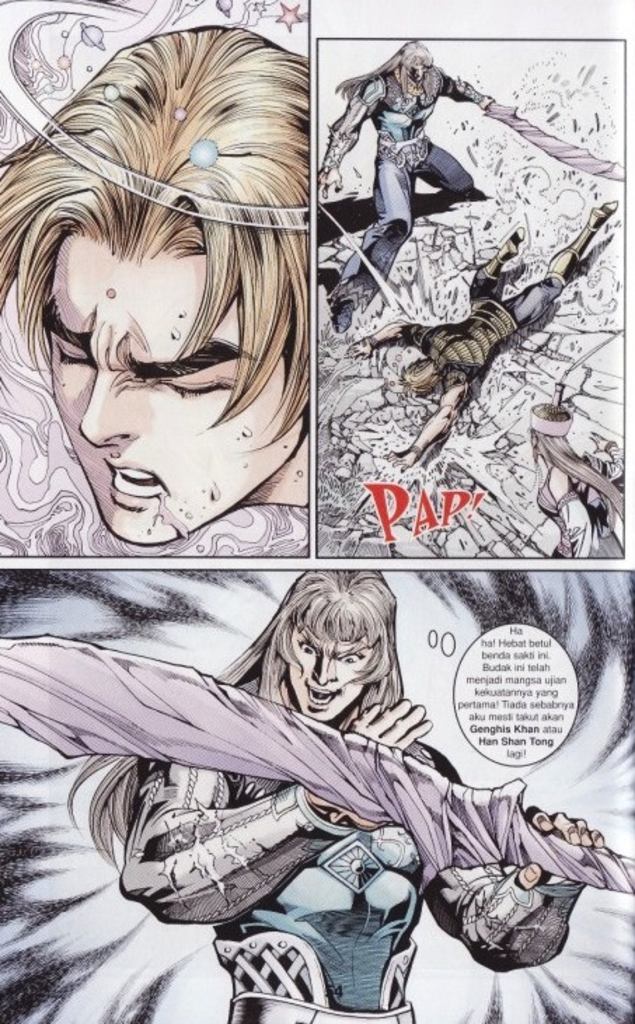 PAP!
Ha
ha! Hebat betul
benda sakti ini.
Budak ini telah
menjadi mangsa ujian
kekuatannya yang
pertama! Tiada sebabnya
aku mesti takut akan
Genghis Khan atau
Han Shan Tong
lagi!